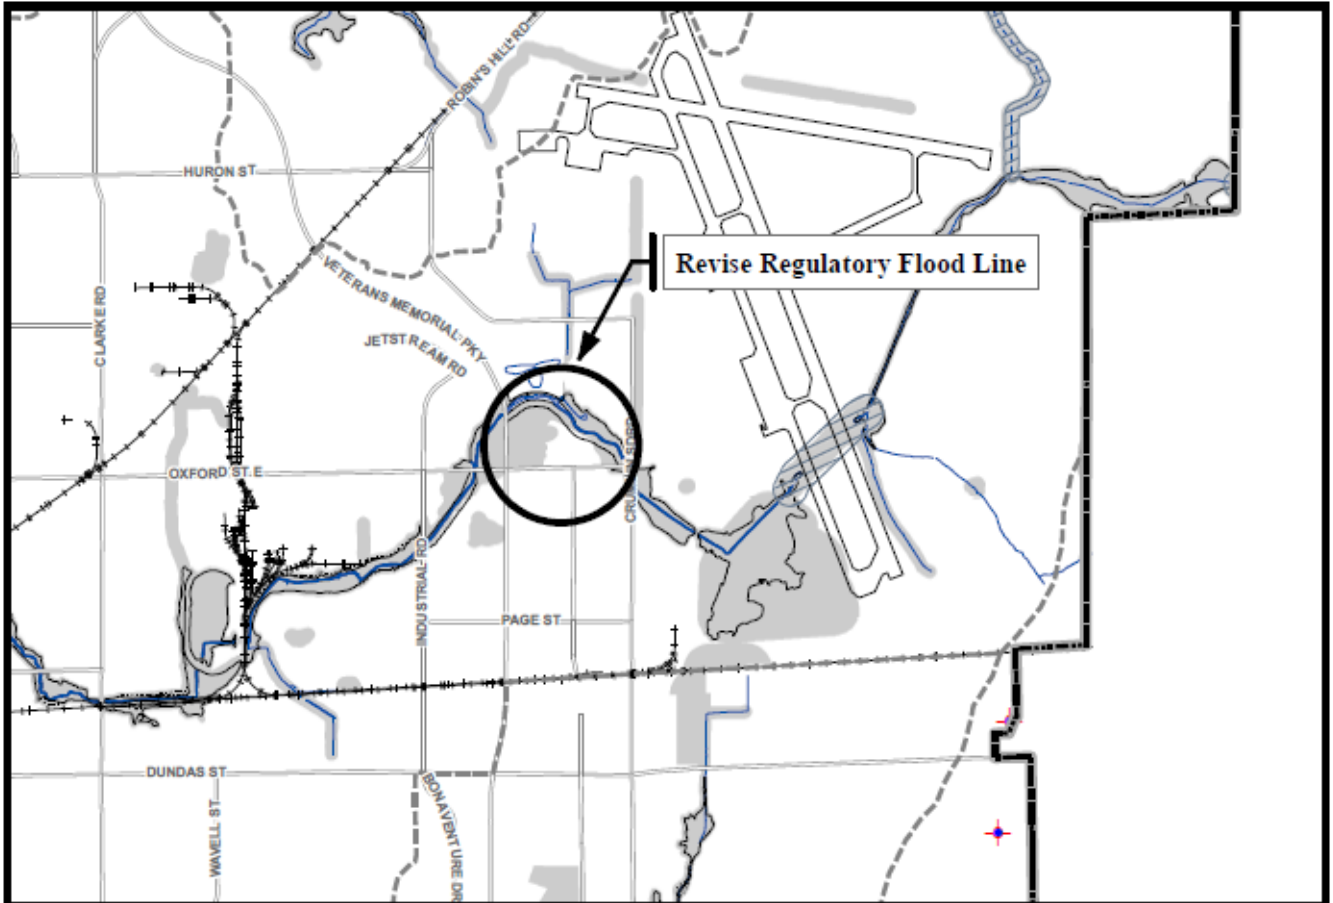 ROBIN'S HILL RD
HURON ST
Revise Regulatory Flood Line
VETERANS MEMORIAL PKY
CLARKE RD
JETSTREAM RD
OXFORD ST E
INDUSTRIAL RD
PAGE ST
DUNDAS ST
WAVELL ST
BONAVENTURE DR